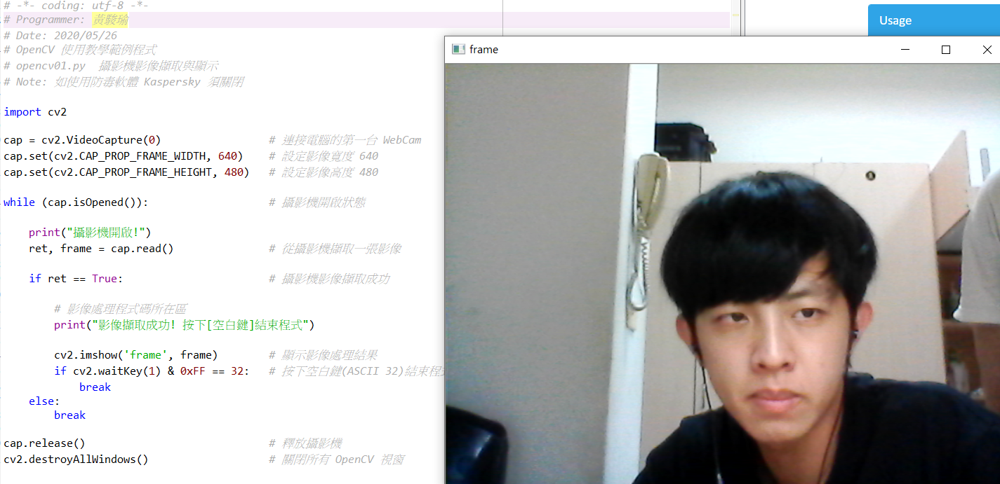 # -*- coding: utf-8 -*-
# Programmer: 黃駿瑜
# Date: 2020/05/26
# OpenCV 使用教學範例程式
# opencv01.py  攝影機影像擷取與顯示
# Note: 如使用防毒軟體 Kaspersky 須關閉
import cv2
cap = cv2.VideoCapture(0)                 # 連接電腦的第一台 WebCam
cap.set(cv2.CAP_PROP_FRAME_WIDTH, 640)    # 設定影像寬度 640
cap.set(cv2.CAP_PROP_FRAME_HEIGHT, 480)   # 設定影像高度 480
while (cap.isOpened()):                   # 攝影機開啟狀態
    print("攝影機開啟!")
    ret, frame = cap.read()               # 從攝影機擷取一張影像
    if ret == True:                       # 攝影機影像擷取成功
        # 影像處理程式碼所在區
        print("影像擷取成功! 按下[空白鍵]結束程式")
        cv2.imshow('frame', frame)        # 顯示影像處理結果
        if cv2.waitKey(1) & 0xFF == 32:   # 按下空白鍵(ASCII 32)結束程
            break
    else:
        break
cap.release()                             # 釋放攝影機
cv2.destroyAllWindows()                   # 關閉所有 OpenCV 視窗
Usage
frame